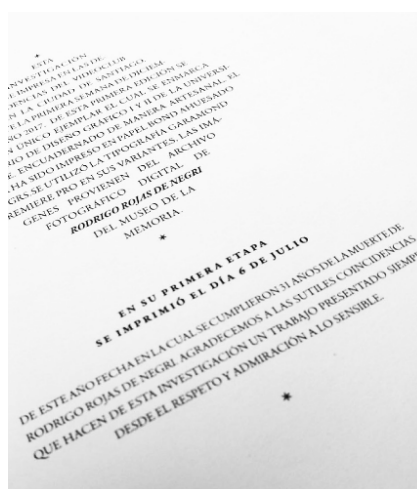 *
ESTA
INVESTIGACIÓN
IMPRESA EN LAS DE
DENCIAS DEL VIDEOCLUB
EN LA CIUDAD DE SANTIAGO,
TE LA PRIMERA SEMANA DE DICIEM-
NO 2017. DE ESTA PRIMERA EDICIÓN SE
UN ÚNICO EJEMPLAR EL CUAL SE ENMARCA
RIO DE DISEÑO GRÁFICO I Y II DE LA UNIVERSI-
E. ENCUADERNADO DE MANERA ARTESANAL. EL
HA SIDO IMPRESO EN PAPEL BOND AHUESADO
GRS. SE UTILIZÓ LA TIPOGRAFÍA GARAMOND
REMIERE PRO EN SUS VARIANTES, LAS IMÁ-
GENES PROVIENEN DEL ARCHIVO
FOTOGRÁFICO DIGITAL DE
RODRIGO ROJAS DE NEGRI
DEL MUSEO DE LA
MEMORIA.
*
EN SU PRIMERA ETAPA
SE IMPRIMIÓ EL DÍA 6 DE JULIO
DE ESTE AÑO FECHA EN LA CUAL SE CUMPLIERON 31 AÑOS DE LA MUERTE DE
RODRIGO ROJAS DE NEGRI. AGRADECEMOS A LAS SUTILES COINCIDENCIAS
QUE HACEN DE ESTA INVESTIGACIÓN UN TRABAJO PRESENTADO SIEMPRE
DESDE EL RESPETO Y ADMIRACIÓN A LO SENSIBLE.
*